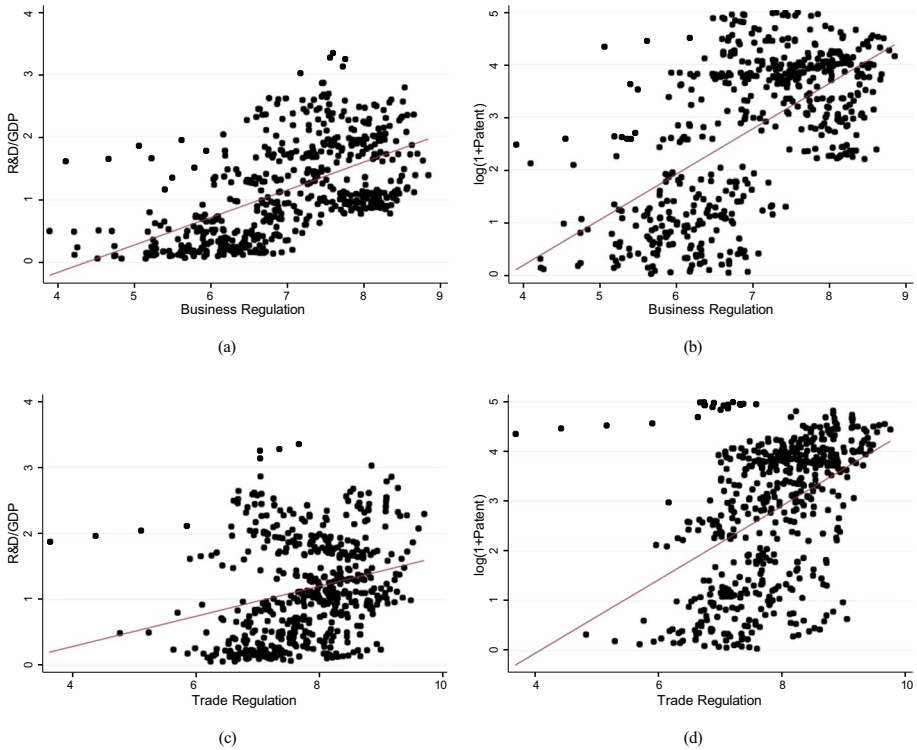 4
3
2
1
0
R&D/GDP
4 5 6 7 8 9
Business Regulation
(a)
5
4
3
2
1
0
log(1+Patent)
4 5 6 7 8 9
Business Regulation
(b)
4
3
2
1
0
R&D/GDP
4 6 8 10
Trade Regulation
(c)
5
4
3
2
1
0
log(1+Patent)
4 6 8 10
Trade Regulation
(d)